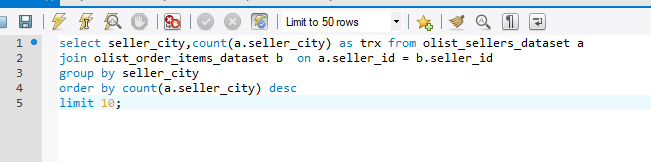 Limit to 50 rows
1 select seller_city,count(a.seller_city) as trx from olist_sellers_dataset a
2 join olist_order_items_dataset b  on a.seller_id = b.seller_id
3 group by seller_city
4 order by count(a.seller_city) desc
5 limit 10;